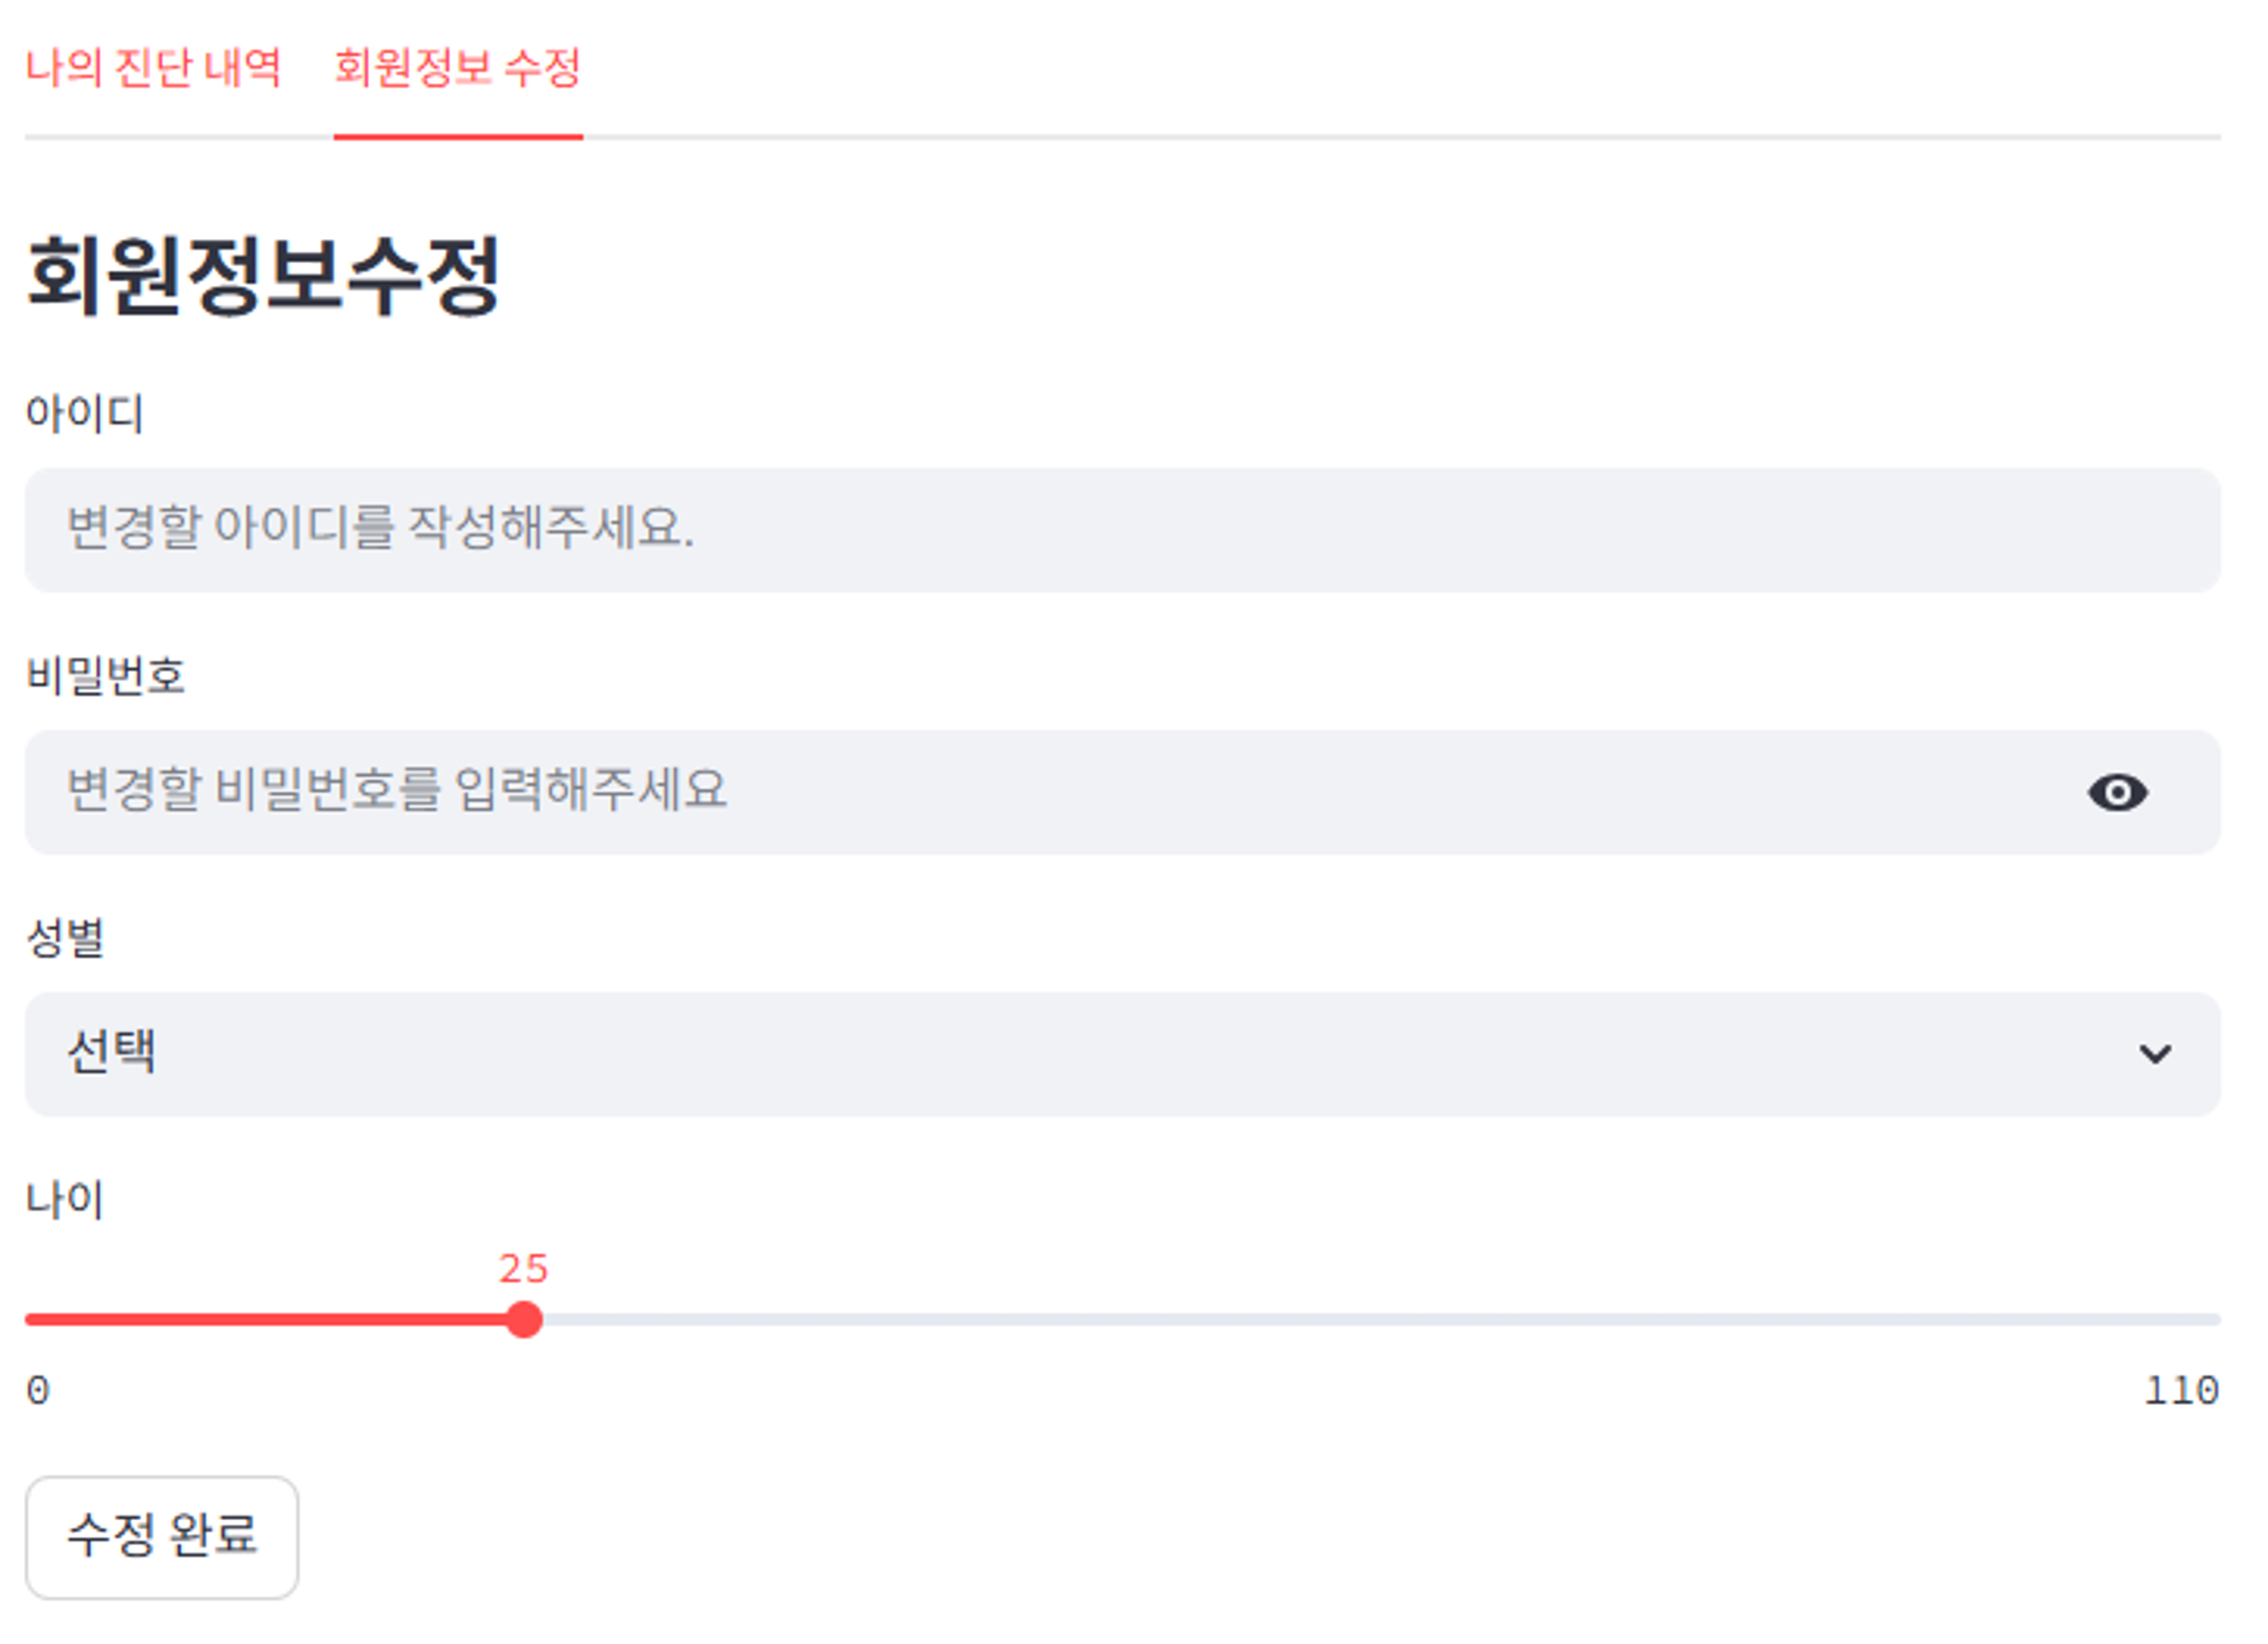 나의 진단 내역 회원정보 수정
회원정보수정
아이디
변경할 아이디를 작성해주세요.
비밀번호
변경할 비밀번호를 입력해주세요
성별
선택
나이
25
0 110
수정 완료